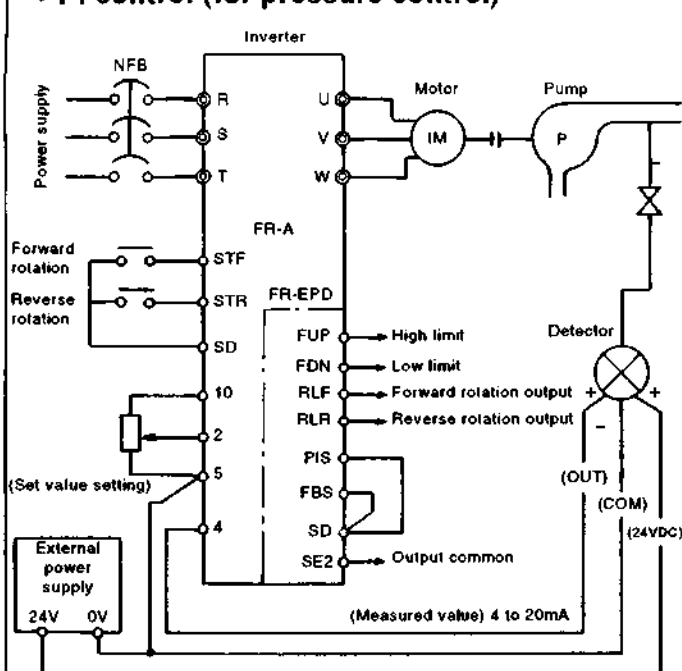 • PI control (for pressure control)
Inverter
NFB
Power supply
R
S
T
U
V
W
Motor
IM
Pump
P
FR-A
Forward
rotation
Reverse
rotation
STF
STR
SD
FR-EPD
FUP
High limit
FDN
Low limit
RLF
Forward rotation output
RLR
Reverse rotation output
Detector
+
+
−
10
2
5
4
(Set value setting)
PIS
FBS
SD
SE2
Output common
(OUT)
(COM)
(24VDC)
External
power
supply
24V
0V
(Measured value) 4 to 20mA